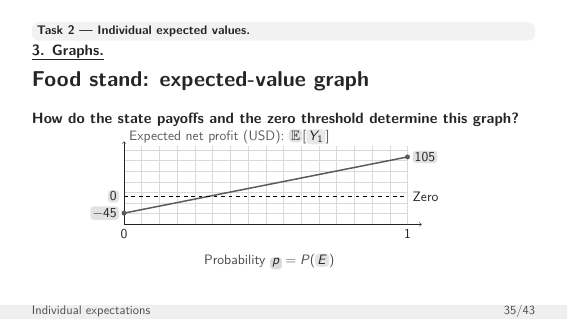 Task 2 — Individual expected values.
3. Graphs.
Food stand: expected-value graph
How do the state payoffs and the zero threshold determine this graph?
Expected net profit (USD): 𝔼[Y₁]
105
0
Zero
−45
0
1
Probability p = P(E)
Individual expectations
35/43